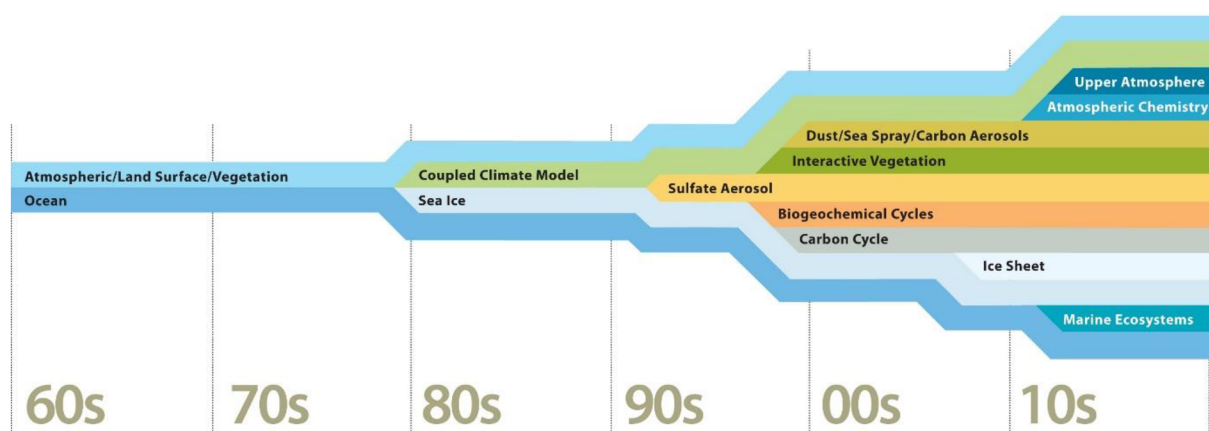 Upper Atmosphere
Atmospheric Chemistry
Dust/Sea Spray/Carbon Aerosols
Interactive Vegetation
Atmospheric/Land Surface/Vegetation
Coupled Climate Model
Sulfate Aerosol
Ocean
Sea Ice
Biogeochemical Cycles
Carbon Cycle
Ice Sheet
Marine Ecosystems
60s 70s 80s 90s 00s 10s